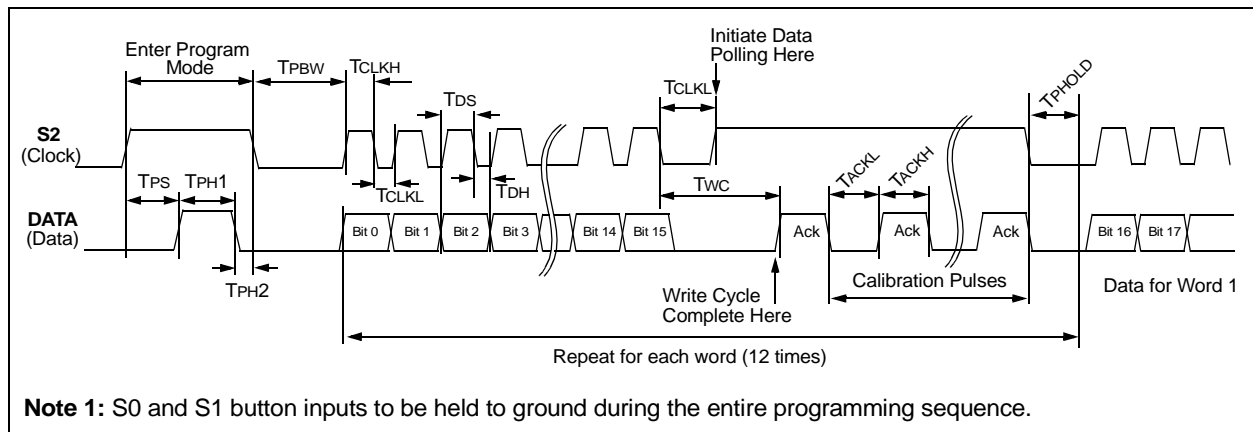 Enter Program
Mode
TPBW
TCLKH
TDS
TCLKL
Initiate Data
Polling Here
TPHOLD
S2
(Clock)
TPS
TPH1
TCLKL
TDH
TWC
TACKL
TACKH
DATA
(Data)
Bit 0
Bit 1
Bit 2
Bit 3
Bit 14
Bit 15
Ack
Ack
Ack
Bit 16
Bit 17
TPH2
Calibration Pulses
Data for Word 1
Write Cycle
Complete Here
Repeat for each word (12 times)
Note 1: S0 and S1 button inputs to be held to ground during the entire programming sequence.